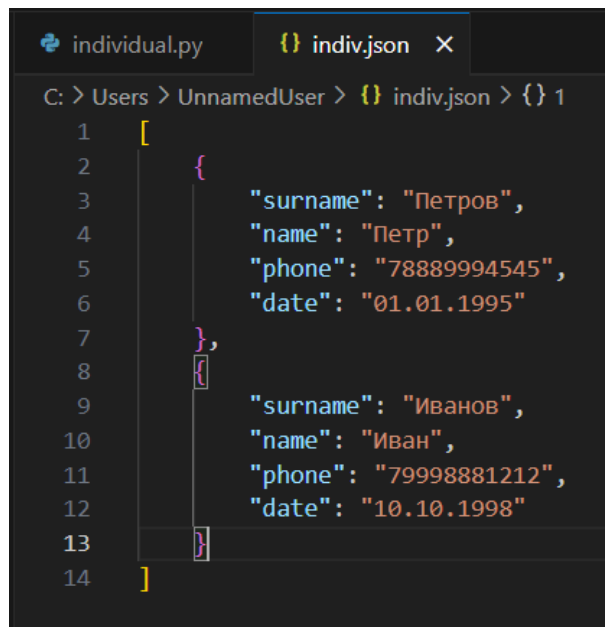 individual.py {} indiv.json ×
C: > Users > UnnamedUser > {} indiv.json > {} 1
1 [
2 {
3 "surname": "Петров",
4 "name": "Петр",
5 "phone": "78889994545",
6 "date": "01.01.1995"
7 },
8 {
9 "surname": "Иванов",
10 "name": "Иван",
11 "phone": "79998881212",
12 "date": "10.10.1998"
13 }
14 ]